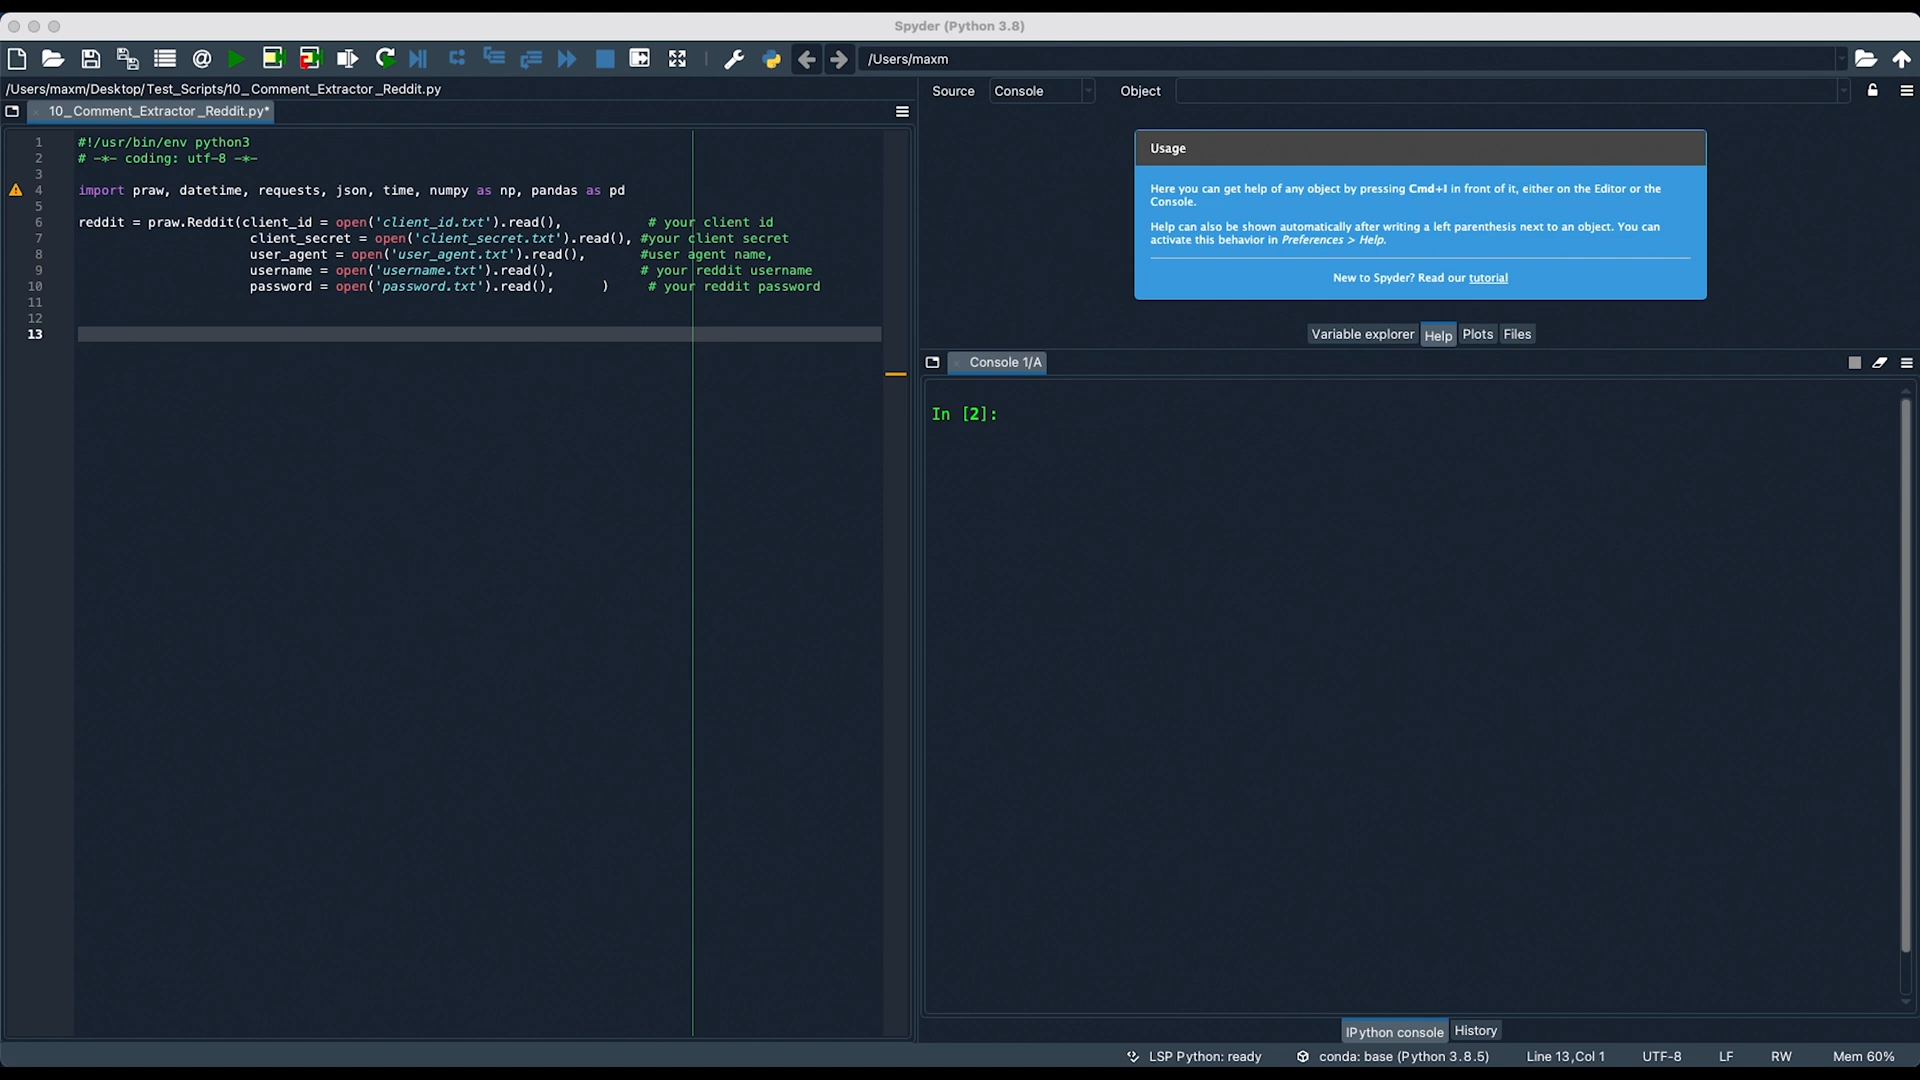 Spyder (Python 3.8)
/Users/maxm
/Users/maxm/Desktop/Test_Scripts/10_Comment_Extractor_Reddit.py
10_Comment_Extractor_Reddit.py*
1 #!/usr/bin/env python3
2 # -*- coding: utf-8 -*-
3
4 import praw, datetime, requests, json, time, numpy as np, pandas as pd
5
6 reddit = praw.Reddit(client_id = open('client_id.txt').read(), # your client id
7 client_secret = open('client_secret.txt').read(), #your client secret
8 user_agent = open('user_agent.txt').read(), #user agent name,
9 username = open('username.txt').read(), # your reddit username
10 password = open('password.txt').read(), ) # your reddit password
11
12
13
Source Console Object
Usage
Here you can get help of any object by pressing Cmd+I in front of it, either on the Editor or the
Console.
Help can also be shown automatically after writing a left parenthesis next to an object. You can
activate this behavior in Preferences > Help.
New to Spyder? Read our tutorial
Variable explorer Help Plots Files
Console 1/A
In [2]:
IPython console History
LSP Python: ready conda: base (Python 3.8.5) Line 13, Col 1 UTF-8 LF RW Mem 60%